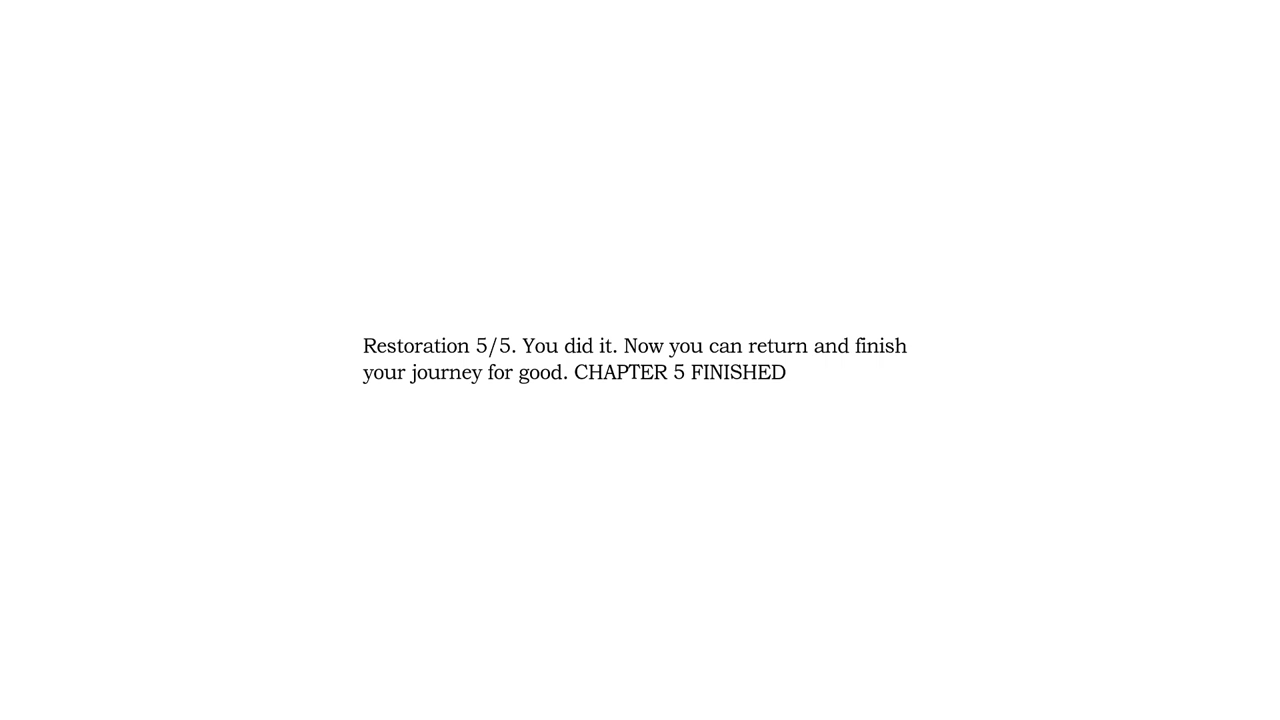 Restoration 5/5. You did it. Now you can return and finish
your journey for good. CHAPTER 5 FINISHED